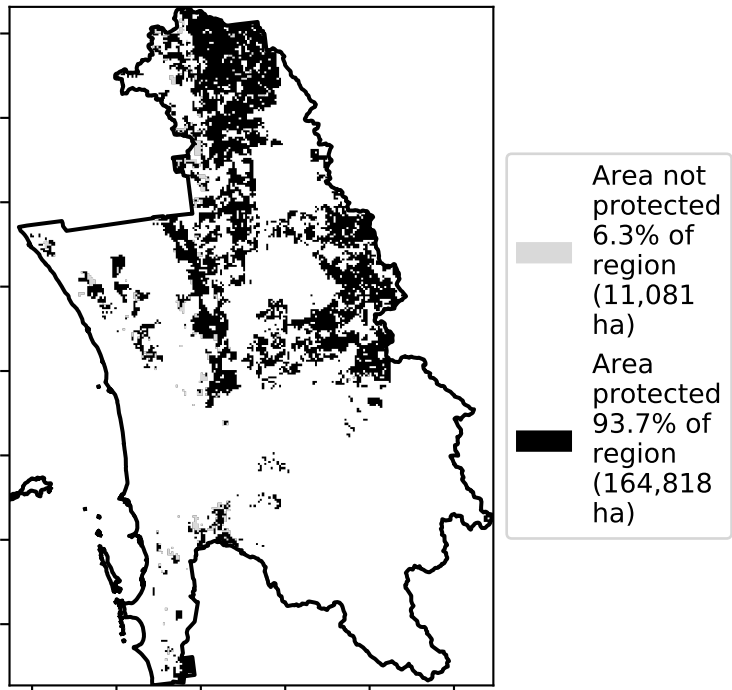 Area not
protected
6.3% of
region
(11,081
ha)
Area
protected
93.7% of
region
(164,818
ha)